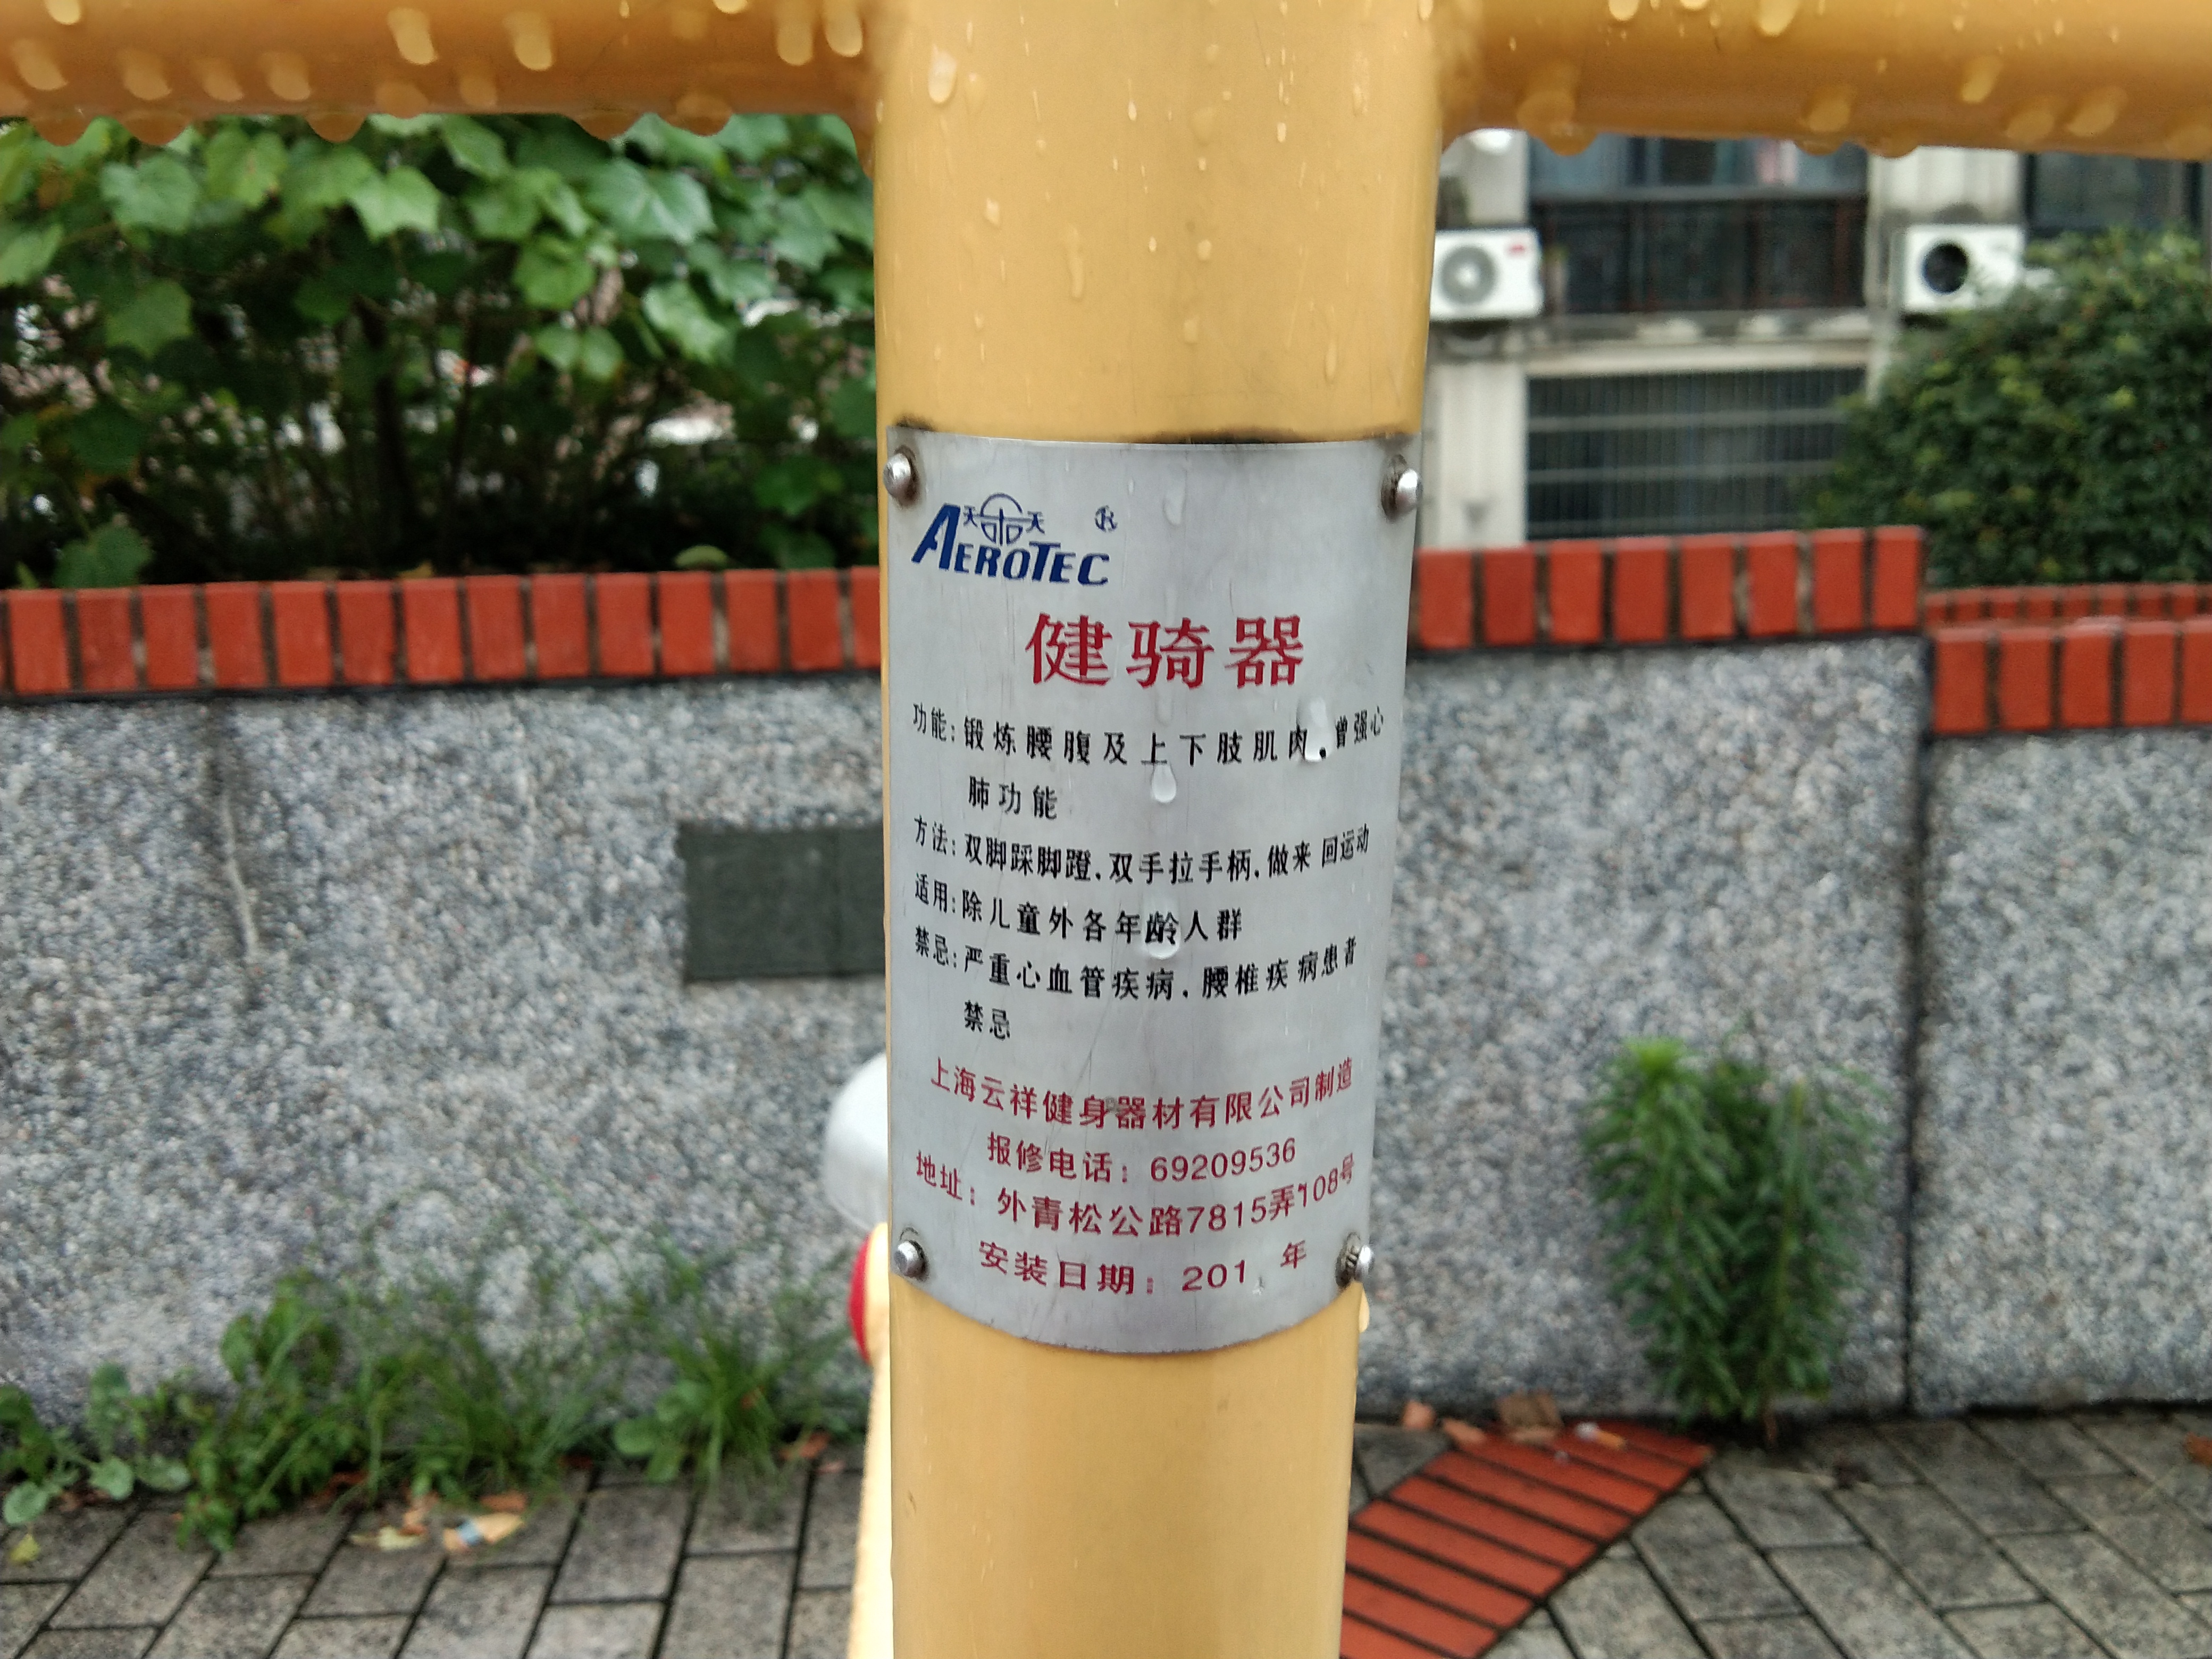 天 天 ®
AEROTEC
健骑器
功能:锻炼腰腹及上下肢肌肉,增强心
肺功能
方法:双脚踩脚蹬,双手拉手柄,做来回运动
适用:除儿童外各年龄人群
禁忌:严重心血管疾病,腰椎疾病患者
禁忌
上海云祥健身器材有限公司制造
报修电话:69209536
地址:外青松公路7815弄108号
安装日期:201 年